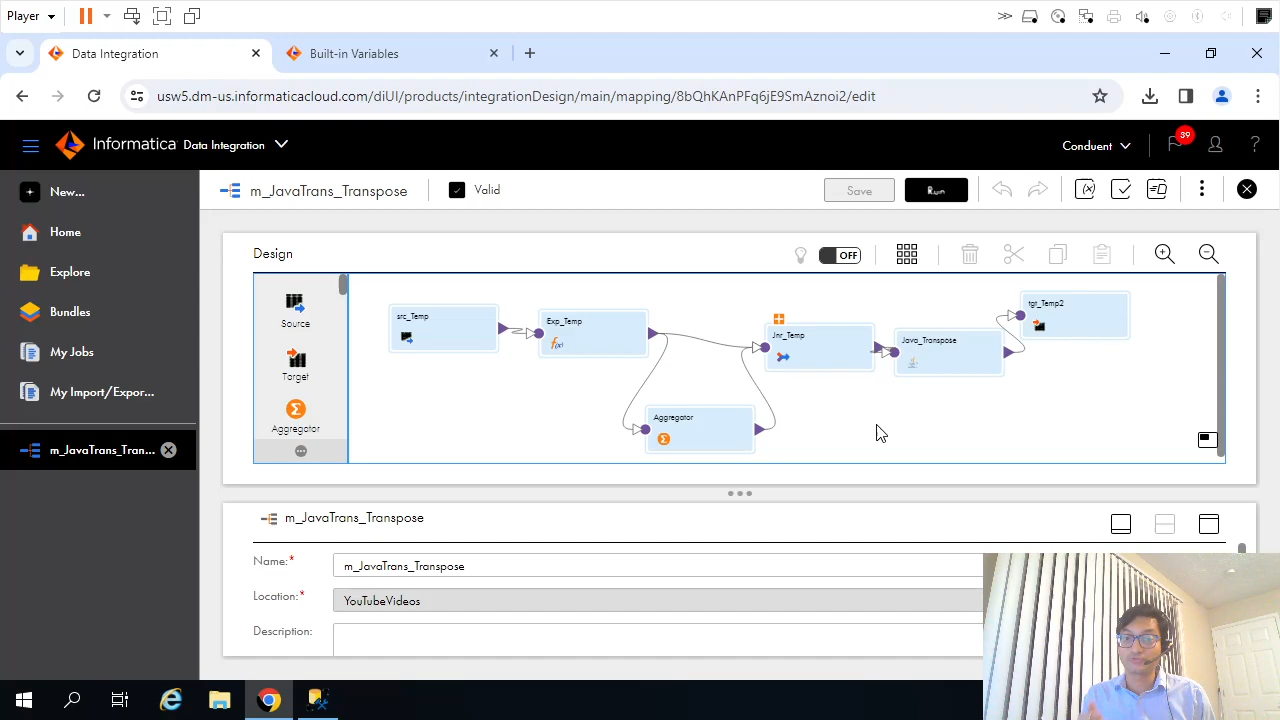 Player
Data Integration
Built-in Variables
usw5.dm-us.informaticacloud.com/diUI/products/integrationDesign/main/mapping/8bQhKAnPFq6jE9SmAznoi2/edit
Informatica Data Integration
Conduent
39
?
New...
Home
Explore
Bundles
My Jobs
My Import/Expor...
m_JavaTrans_Tran...
m_JavaTrans_Transpose
Valid
Save
Run
Design
OFF
Source
Target
Aggregator
src_Temp
Exp_Temp
Aggregator
Jnr_Temp
Java_Transpose
tgt_Temp2
m_JavaTrans_Transpose
Name:*
m_JavaTrans_Transpose
Location:*
YouTubeVideos
Description: